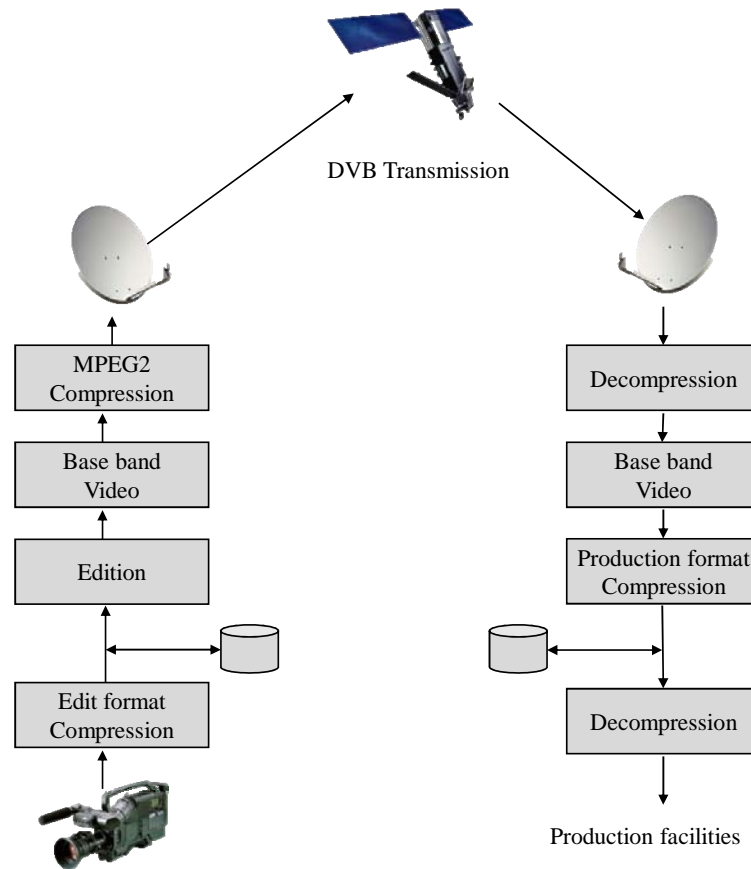 DVB Transmission
MPEG2
Compression
Base band
Video
Edition
Edit format
Compression
Decompression
Base band
Video
Production format
Compression
Decompression
Production facilities